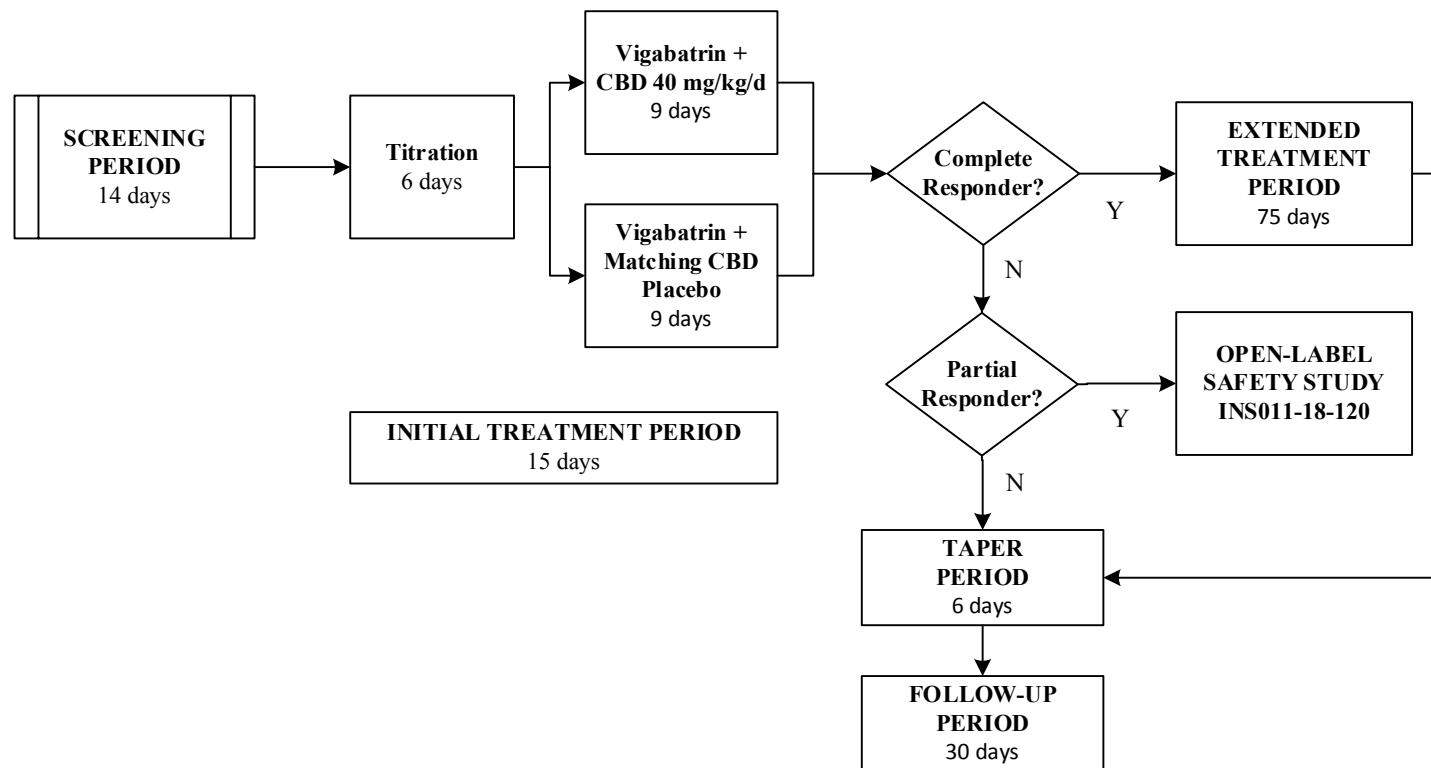 SCREENING
PERIOD
14 days
Titration
6 days
Vigabatrin +
CBD 40 mg/kg/d
9 days
Vigabatrin +
Matching CBD
Placebo
9 days
INITIAL TREATMENT PERIOD
15 days
Complete
Responder?
Y
EXTENDED
TREATMENT
PERIOD
75 days
N
Partial
Responder?
Y
OPEN-LABEL
SAFETY STUDY
INS011-18-120
N
TAPER
PERIOD
6 days
FOLLOW-UP
PERIOD
30 days